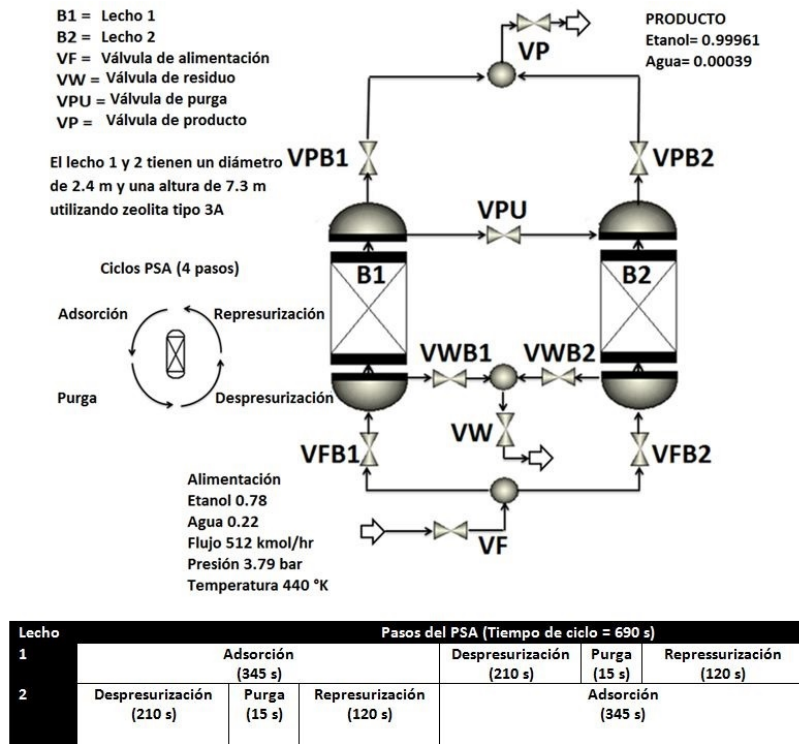 B1 = Lecho 1
B2 = Lecho 2
VF = Válvula de alimentación
VW = Válvula de residuo
VPU = Válvula de purga
VP = Válvula de producto
PRODUCTO
Etanol= 0.99961
Agua= 0.00039
VP
El lecho 1 y 2 tienen un diámetro
de 2.4 m y una altura de 7.3 m
utilizando zeolita tipo 3A
VPB1
VPB2
VPU
Ciclos PSA (4 pasos)
B1
B2
Adsorción
Represurización
Purga
Despresurización
VWB1
VWB2
VW
VFB1
VFB2
Alimentación
Etanol 0.78
Agua 0.22
Flujo 512 kmol/hr
Presión 3.79 bar
Temperatura 440 °K
VF
Lecho Pasos del PSA (Tiempo de ciclo = 690 s)
1 Adsorción Despresurización Purga Repressurización
(345 s) (210 s) (15 s) (120 s)
2 Despresurización Purga Represurización Adsorción
(210 s) (15 s) (120 s) (345 s)